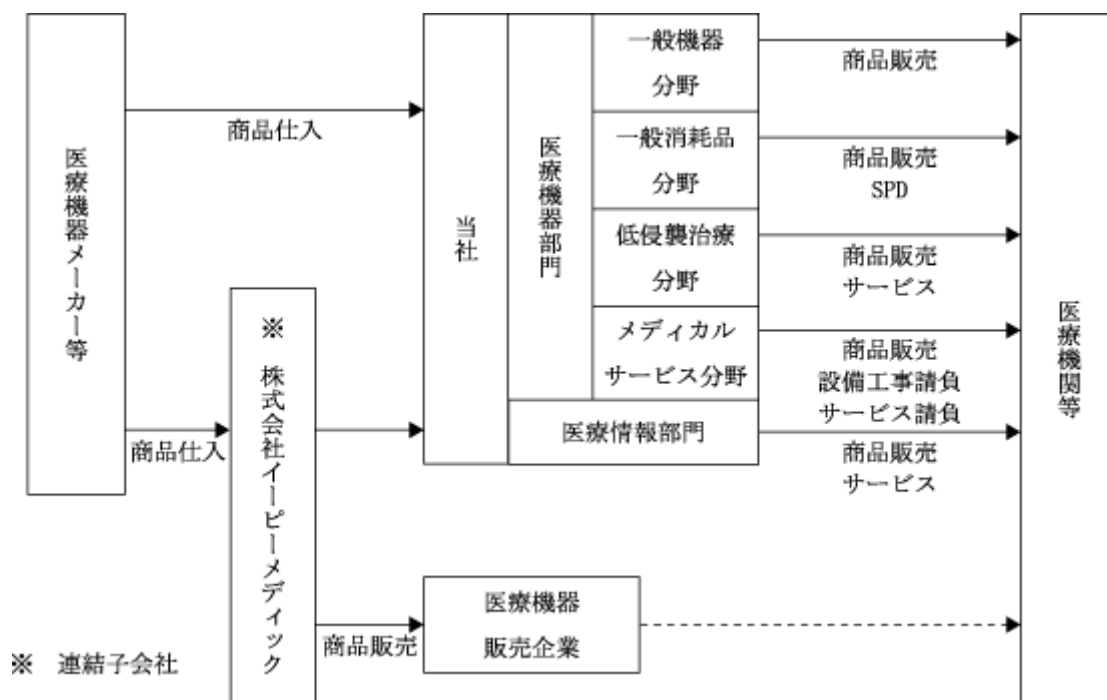 医療機器メーカー等
商品仕入
商品仕入
※ 株式会社イーピーメディック
当社
医療機器部門
一般機器
分野
一般消耗品
分野
低侵襲治療
分野
メディカル
サービス分野
医療情報部門
商品販売
商品販売
SPD
商品販売
サービス
商品販売
設備工事請負
サービス請負
商品販売
サービス
医療機関等
商品販売
医療機器
販売企業
※ 連結子会社